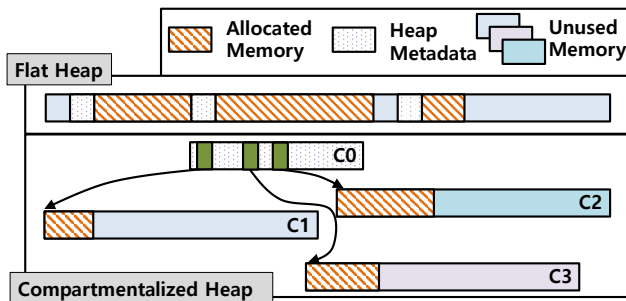 Allocated
Memory
Heap
Metadata
Unused
Memory
Flat Heap
C0
C2
C1
C3
Compartmentalized Heap